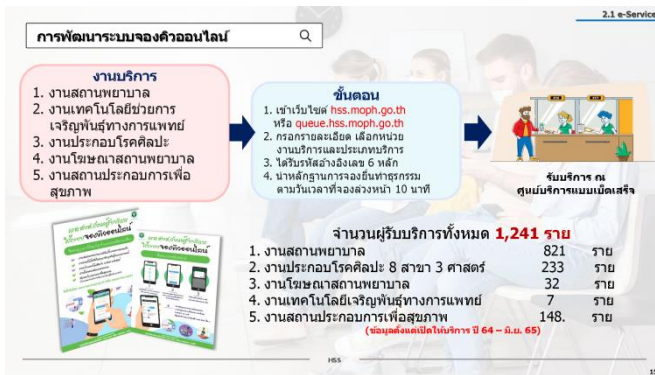 2.1 e-Service
การพัฒนาระบบจองคิวออนไลน์
งานบริการ
1. งานสถานพยาบาล
2. งานเทคโนโลยีช่วยการ
เจริญพันธุ์ทางการแพทย์
3. งานประกอบโรคศิลปะ
4. งานโฆษณาสถานพยาบาล
5. งานสถานประกอบการเพื่อ
สุขภาพ
ขั้นตอน
1. เข้าเว็บไซต์ hss.moph.go.th
หรือ queue.hss.moph.go.th
2. กรอกรายละเอียด เลือกหน่วย
งานบริการและประเภทบริการ
3. ได้รับรหัสอ้างอิงเลข 6 หลัก
4. นำหลักฐานการจองยื่นทำธุรกรรม
ตามวันเวลาที่จองล่วงหน้า 10 นาที
รับบริการ ณ
ศูนย์บริการแบบเบ็ดเสร็จ
จำนวนผู้รับบริการทั้งหมด 1,241 ราย
1. งานสถานพยาบาล 821 ราย
2. งานประกอบโรคศิลปะ 8 สาขา 3 ศาสตร์ 233 ราย
3. งานโฆษณาสถานพยาบาล 32 ราย
4. งานเทคโนโลยีเจริญพันธุ์ทางการแพทย์ 7 ราย
5. งานสถานประกอบการเพื่อสุขภาพ 148. ราย
(ข้อมูลตั้งแต่เปิดให้บริการ ปี 64 – มิ.ย. 65)
HSS